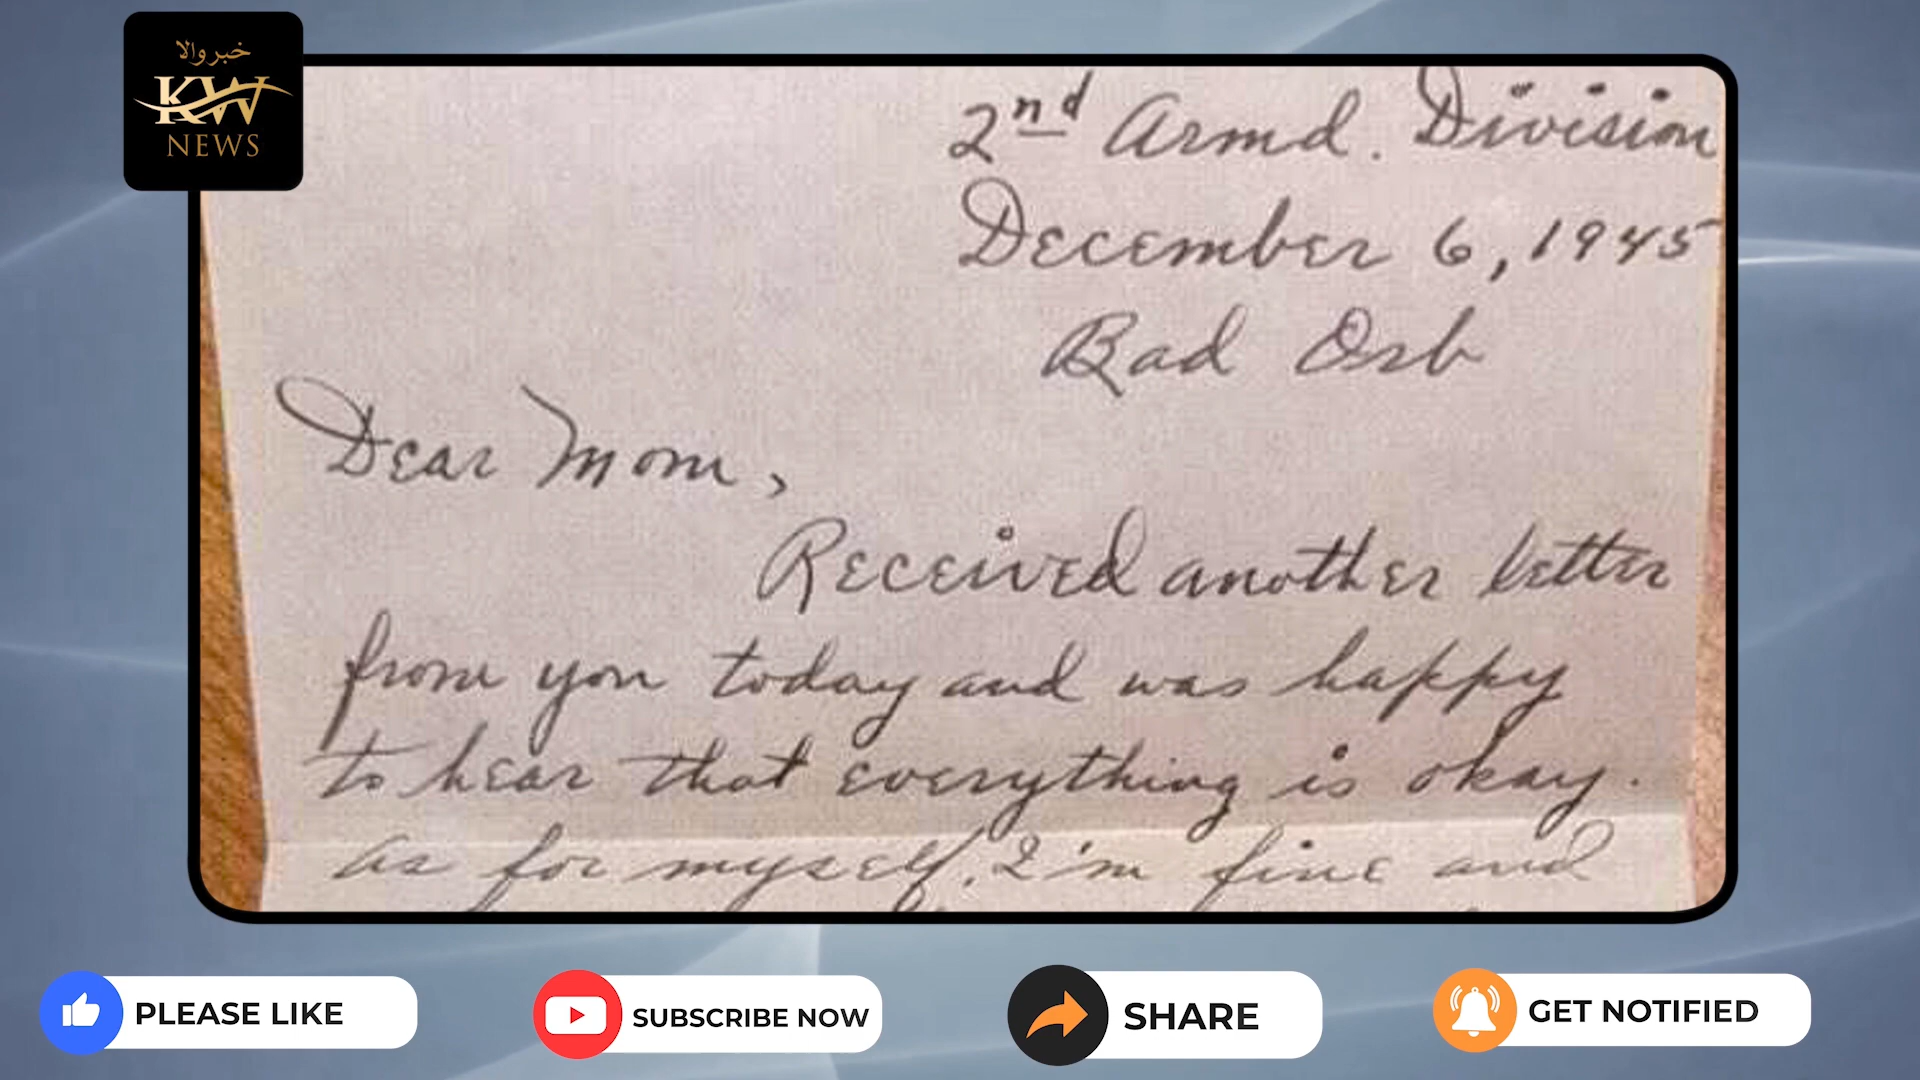 خبروالا
KW
NEWS
2nd Armd. Division
December 6, 1945
Bad Orb
Dear Mom,
Received another letter
from you today and was happy
to hear that everything is okay.
As for myself, I'm fine and
PLEASE LIKE
SUBSCRIBE NOW
SHARE
GET NOTIFIED